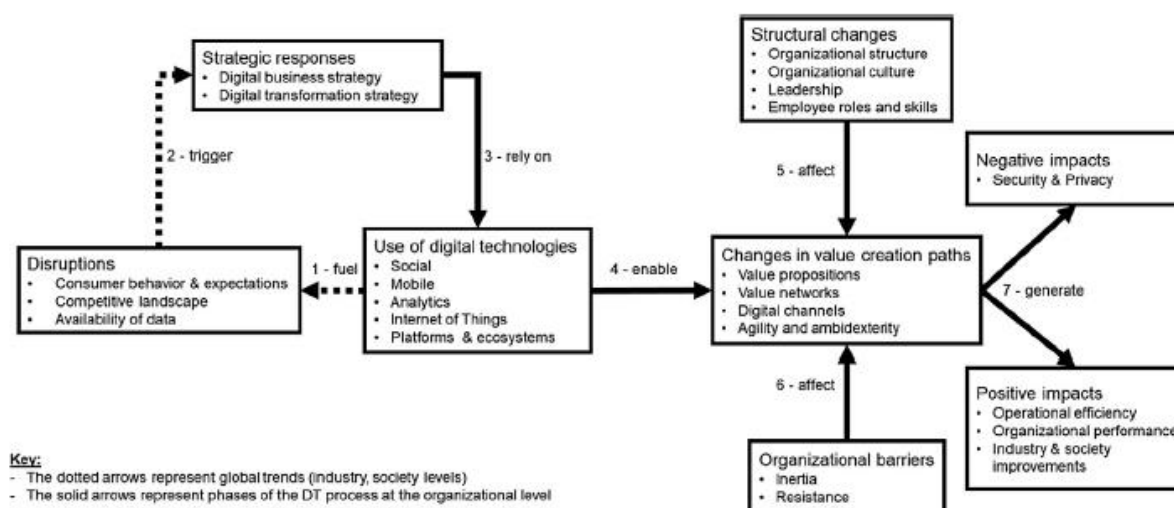 Strategic responses
• Digital business strategy
• Digital transformation strategy
2 - trigger
3 - rely on
Structural changes
• Organizational structure
• Organizational culture
• Leadership
• Employee roles and skills
5 - affect
Negative impacts
• Security & Privacy
Disruptions
• Consumer behavior & expectations
• Competitive landscape
• Availability of data
1 - fuel
Use of digital technologies
• Social
• Mobile
• Analytics
• Internet of Things
• Platforms & ecosystems
4 - enable
Changes in value creation paths
• Value propositions
• Value networks
• Digital channels
• Agility and ambidexterity
7 - generate
6 - affect
Positive impacts
• Operational efficiency
• Organizational performance
• Industry & society
improvements
Organizational barriers
• Inertia
• Resistance
Key:
- The dotted arrows represent global trends (industry, society levels)
- The solid arrows represent phases of the DT process at the organizational level